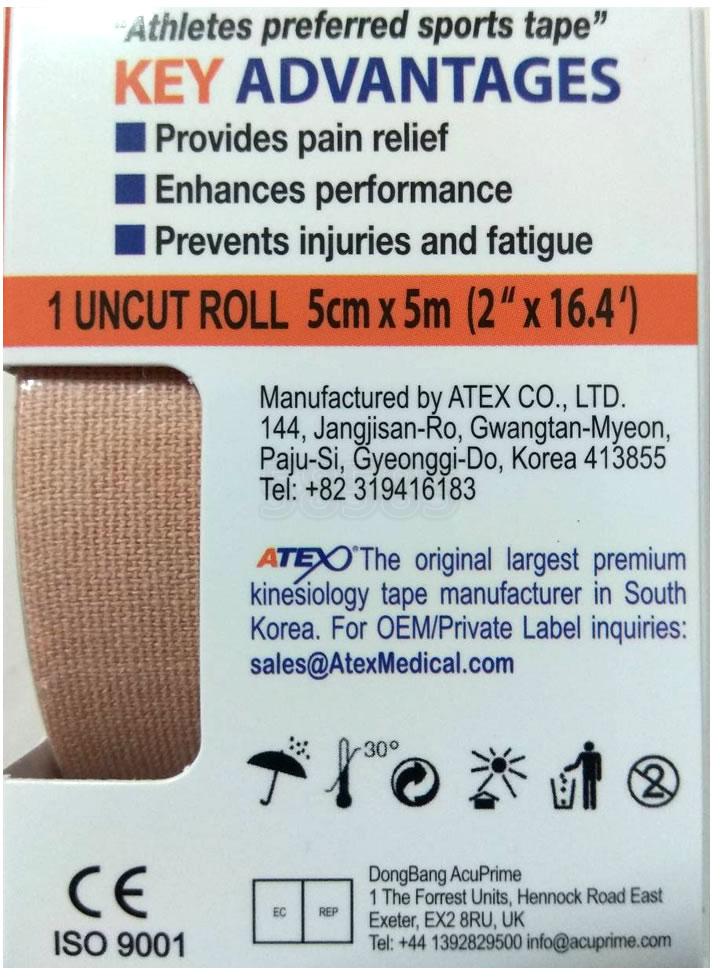 "Athletes preferred sports tape"
KEY ADVANTAGES
Provides pain relief
Enhances performance
Prevents injuries and fatigue
1 UNCUT ROLL 5cm x 5m (2" x 16.4')
Manufactured by ATEX CO., LTD.
144, Jangjisan-Ro, Gwangtan-Myeon,
Paju-Si, Gyeonggi-Do, Korea 413855
Tel: +82 319416183
ATEX® The original largest premium
kinesiology tape manufacturer in South
Korea. For OEM/Private Label inquiries:
sales@AtexMedical.com
30°
2
CE
ISO 9001
EC REP
DongBang AcuPrime
1 The Forrest Units, Hennock Road East
Exeter, EX2 8RU, UK
Tel: +44 1392829500 info@acuprime.com